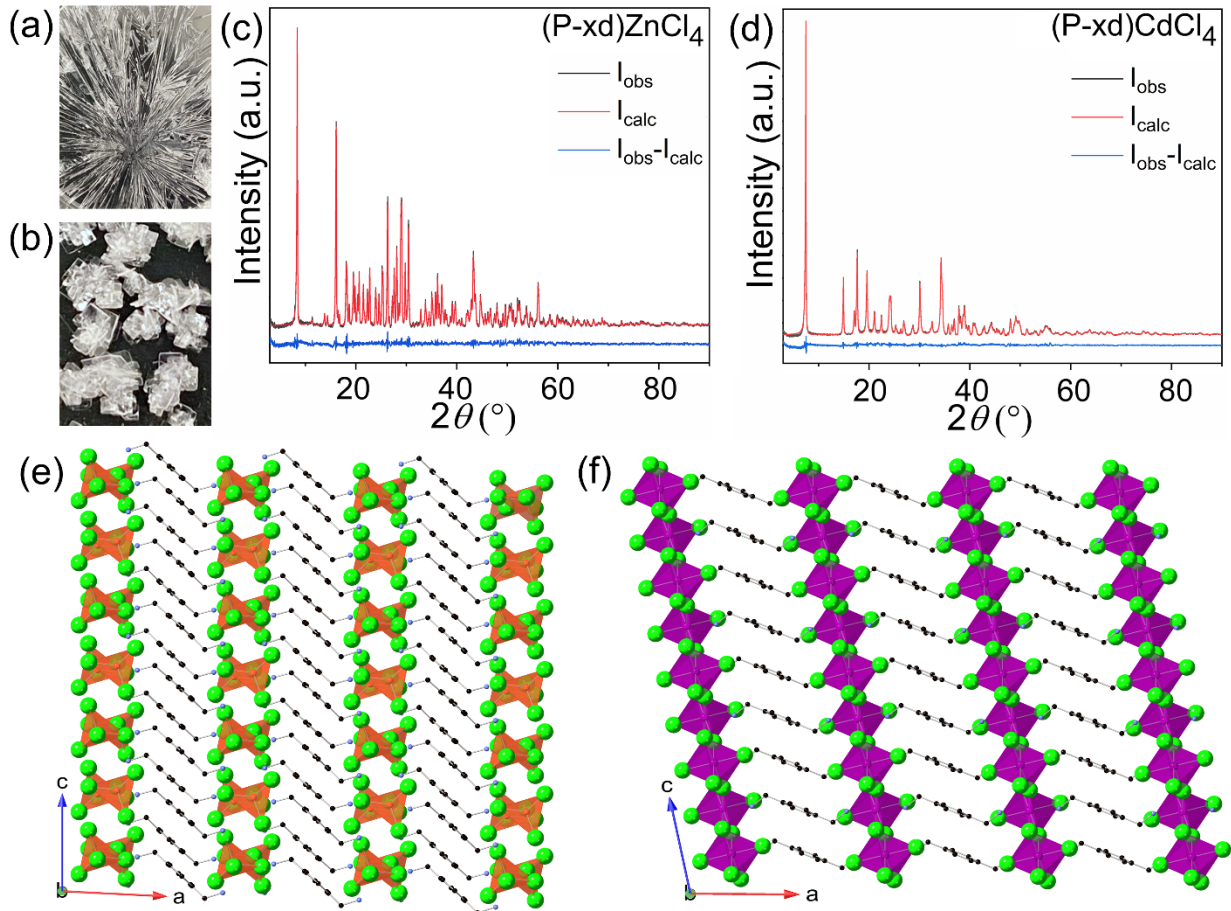 (a)
(b)
(c)
(P-xd)ZnCl4
Iobs
Icalc
Iobs-Icalc
Intensity (a.u.)
20 40 60 80
2θ (°)
(d)
(P-xd)CdCl4
Iobs
Icalc
Iobs-Icalc
Intensity (a.u.)
20 40 60 80
2θ (°)
(e)
c
b
a
(f)
c
b
a